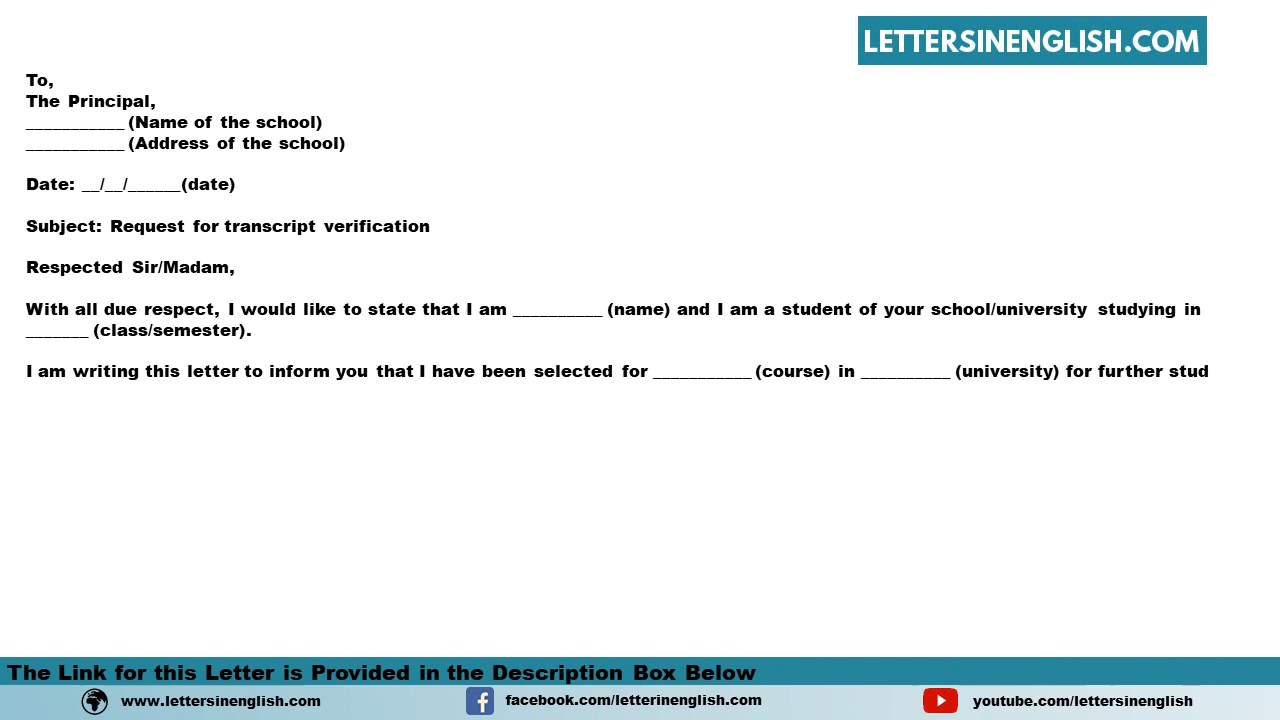 LETTERSINENGLISH.COM
To,
The Principal,
___________ (Name of the school)
___________ (Address of the school)
Date: __/__/______(date)
Subject: Request for transcript verification
Respected Sir/Madam,
With all due respect, I would like to state that I am __________ (name) and I am a student of your school/university studying in
_______ (class/semester).
I am writing this letter to inform you that I have been selected for ___________ (course) in __________ (university) for further stud
The Link for this Letter is Provided in the Description Box Below
www.lettersinenglish.com
facebook.com/letterinenglish.com
youtube.com/lettersinenglish